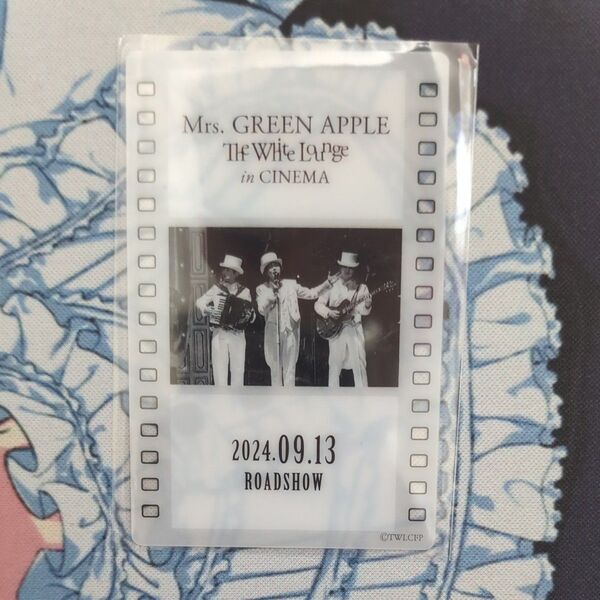 Mrs. GREEN APPLE
The White Lounge
in CINEMA
2024.09.13
ROADSHOW
©TWLCFP